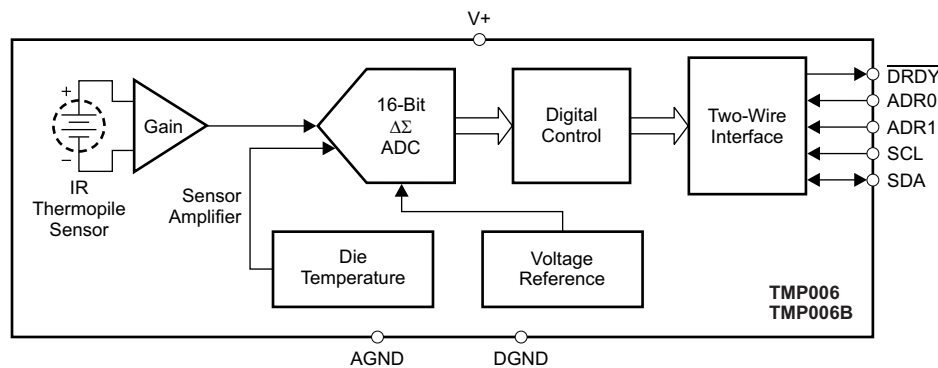 V+
+
−
IR
Thermopile
Sensor
Gain
Sensor
Amplifier
16-Bit
ΔΣ
ADC
Digital
Control
Two-Wire
Interface
DRDY
ADR0
ADR1
SCL
SDA
Die
Temperature
Voltage
Reference
TMP006
TMP006B
AGND
DGND